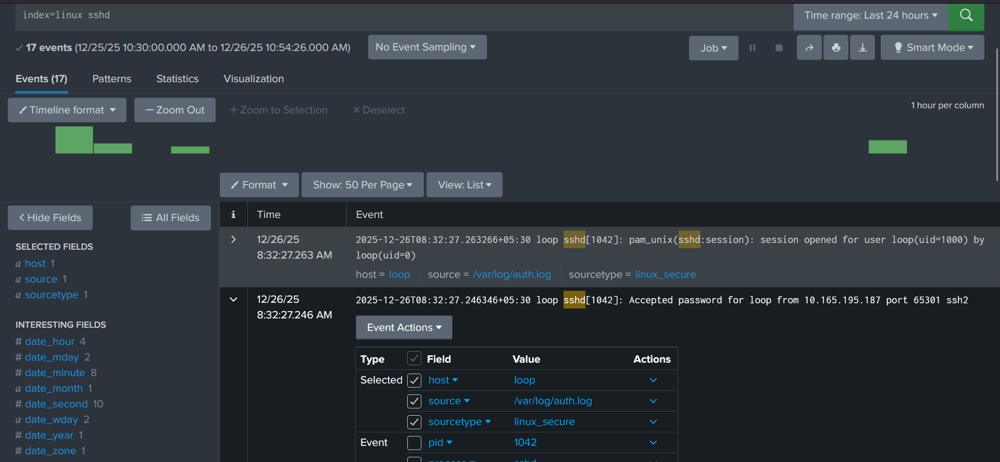 index=linux sshd
Time range: Last 24 hours
17 events (12/25/25 10:30:00.000 AM to 12/26/25 10:54:26.000 AM)
No Event Sampling
Job
Smart Mode
Events (17)
Patterns
Statistics
Visualization
Timeline format
Zoom Out
Zoom to Selection
Deselect
1 hour per column
Format
Show: 50 Per Page
View: List
Hide Fields
All Fields
SELECTED FIELDS
a host 1
a source 1
a sourcetype 1
INTERESTING FIELDS
# date_hour 4
# date_mday 2
# date_minute 8
a date_month 1
# date_second 10
a date_wday 2
# date_year 1
# date_zone 1
i
Time
Event
12/26/25
8:32:27.263 AM
2025-12-26T08:32:27.263266+05:30 loop sshd[1042]: pam_unix(sshd:session): session opened for user loop(uid=1000) by
loop(uid=0)
host = loop source = /var/log/auth.log sourcetype = linux_secure
12/26/25
8:32:27.246 AM
2025-12-26T08:32:27.246346+05:30 loop sshd[1042]: Accepted password for loop from 10.165.195.187 port 65301 ssh2
Event Actions
Type Field Value Actions
Selected host loop
source /var/log/auth.log
sourcetype linux_secure
Event pid 1042